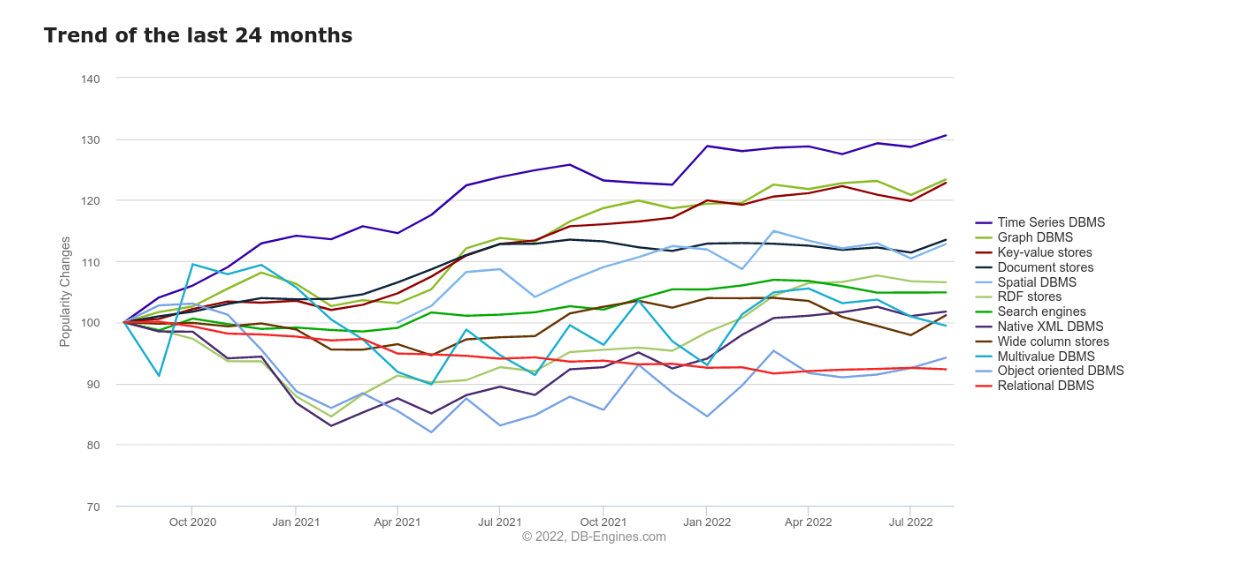 Trend of the last 24 months
140
130
120
110
100
90
80
70
Popularity Changes
Oct 2020
Jan 2021
Apr 2021
Jul 2021
Oct 2021
Jan 2022
Apr 2022
Jul 2022
© 2022, DB-Engines.com
Time Series DBMS
Graph DBMS
Key-value stores
Document stores
Spatial DBMS
RDF stores
Search engines
Native XML DBMS
Wide column stores
Multivalue DBMS
Object oriented DBMS
Relational DBMS